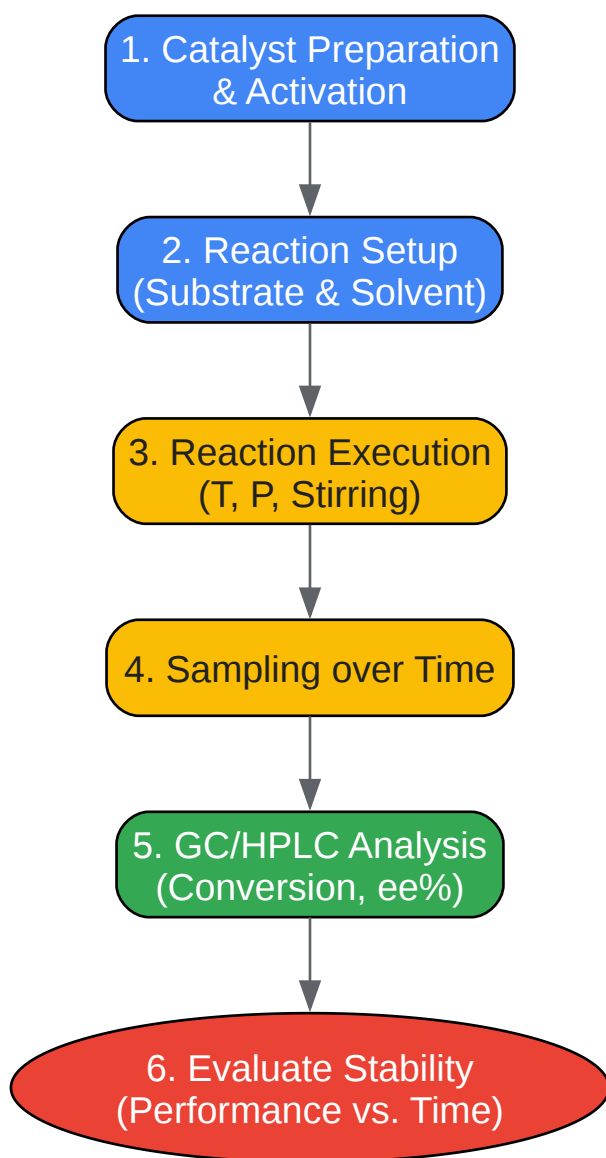 1. Catalyst Preparation
& Activation
2. Reaction Setup
(Substrate & Solvent)
3. Reaction Execution
(T, P, Stirring)
4. Sampling over Time
5. GC/HPLC Analysis
(Conversion, ee%)
6. Evaluate Stability
(Performance vs. Time)